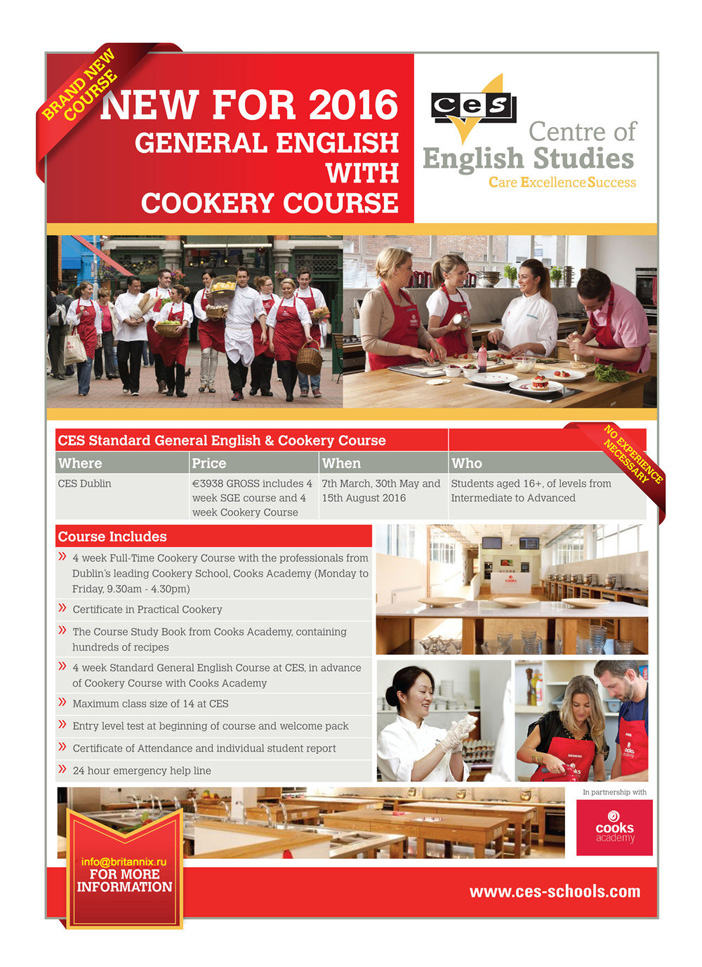 BRAND NEW
COURSE
NEW FOR 2016
GENERAL ENGLISH
WITH
COOKERY COURSE
ces
Centre of
English Studies
Care Excellence Success
CES Standard General English & Cookery Course
NO EXPERIENCE
NECESSARY
Where
Price
When
Who
CES Dublin
€3938 GROSS includes 4
week SGE course and 4
week Cookery Course
7th March, 30th May and
15th August 2016
Students aged 16+, of levels from
Intermediate to Advanced
Course Includes
» 4 week Full-Time Cookery Course with the professionals from
Dublin's leading Cookery School, Cooks Academy (Monday to
Friday, 9.30am - 4.30pm)
» Certificate in Practical Cookery
» The Course Study Book from Cooks Academy, containing
hundreds of recipes
» 4 week Standard General English Course at CES, in advance
of Cookery Course with Cooks Academy
» Maximum class size of 14 at CES
» Entry level test at beginning of course and welcome pack
» Certificate of Attendance and individual student report
» 24 hour emergency help line
In partnership with
cooks
academy
info@britannix.ru
FOR MORE
INFORMATION
www.ces-schools.com